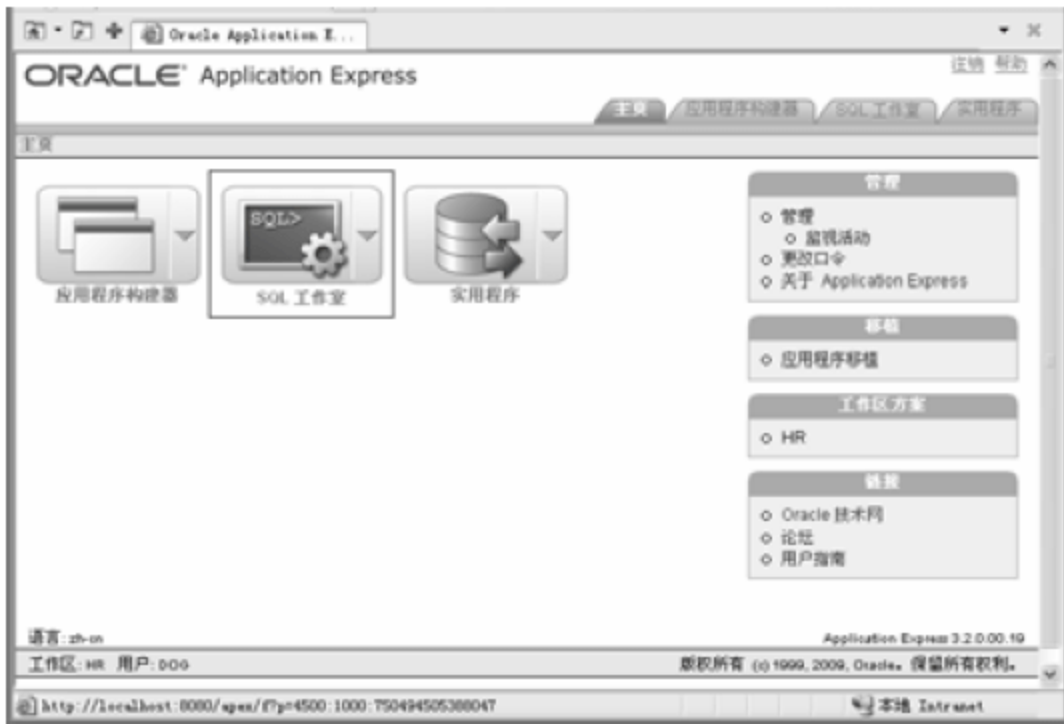 Oracle Application E...
ORACLE Application Express
注销 帮助
主页 应用程序构建器 SQL 工作室 实用程序
主页
SQL>
应用程序构建器
SQL 工作室
实用程序
管理
管理
监视活动
更改口令
关于 Application Express
移植
应用程序移植
工作区方案
HR
链接
Oracle 技术网
论坛
用户指南
语言: zh-cn
Application Express 3.2.0.00.19
工作区: HR 用户: DOG
版权所有 (c) 1999, 2009, Oracle。保留所有权利。
http://localhost:8080/apex/f?p=4500:1000:750494505388047
本地 Intranet